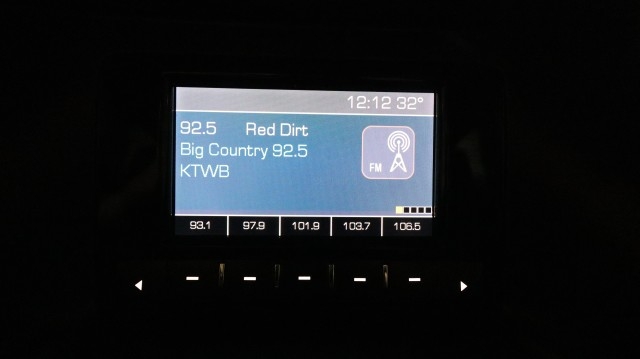 12:12 32°
92.5 Red Dirt
Big Country 92.5
KTWB
FM
93.1 97.9 101.9 103.7 106.5